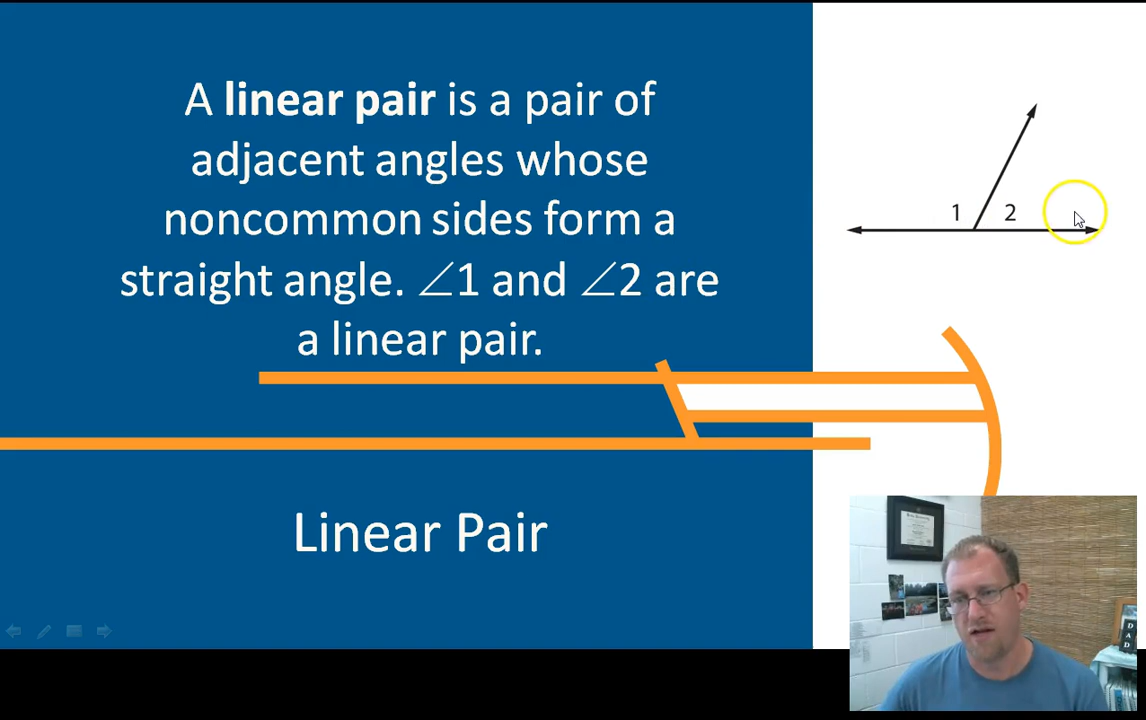 A linear pair is a pair of
adjacent angles whose
noncommon sides form a
straight angle. ∠1 and ∠2 are
a linear pair.
1 2
Linear Pair
DAD